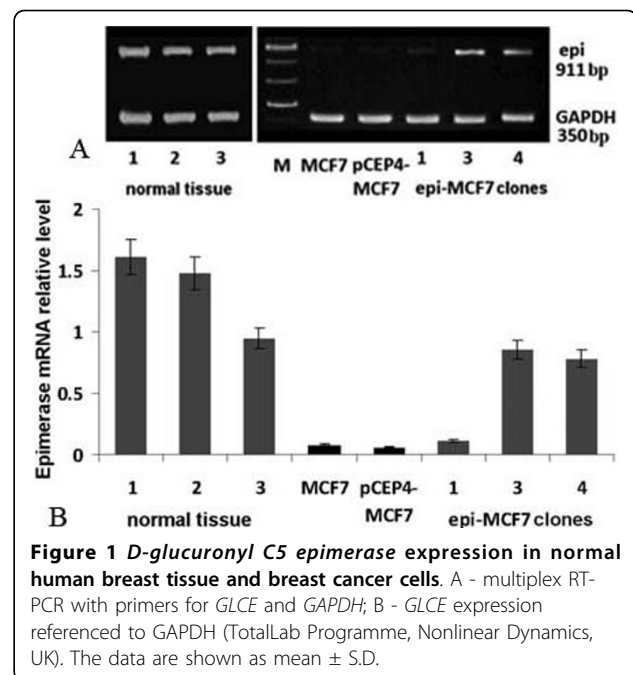 epi
911bp
GAPDH
350bp
A
1 2 3 M MCF7 pCEP4-MCF7 1 3 4
normal tissue epi-MCF7 clones
Epimerase mRNA relative level
2
1.5
1
0.5
0
1 2 3 MCF7 pCEP4-MCF7 1 3 4
B normal tissue epi-MCF7 clones
Figure 1 D-glucuronyl C5 epimerase expression in normal
human breast tissue and breast cancer cells. A - multiplex RT-
PCR with primers for GLCE and GAPDH; B - GLCE expression
referenced to GAPDH (TotalLab Programme, Nonlinear Dynamics,
UK). The data are shown as mean ± S.D.